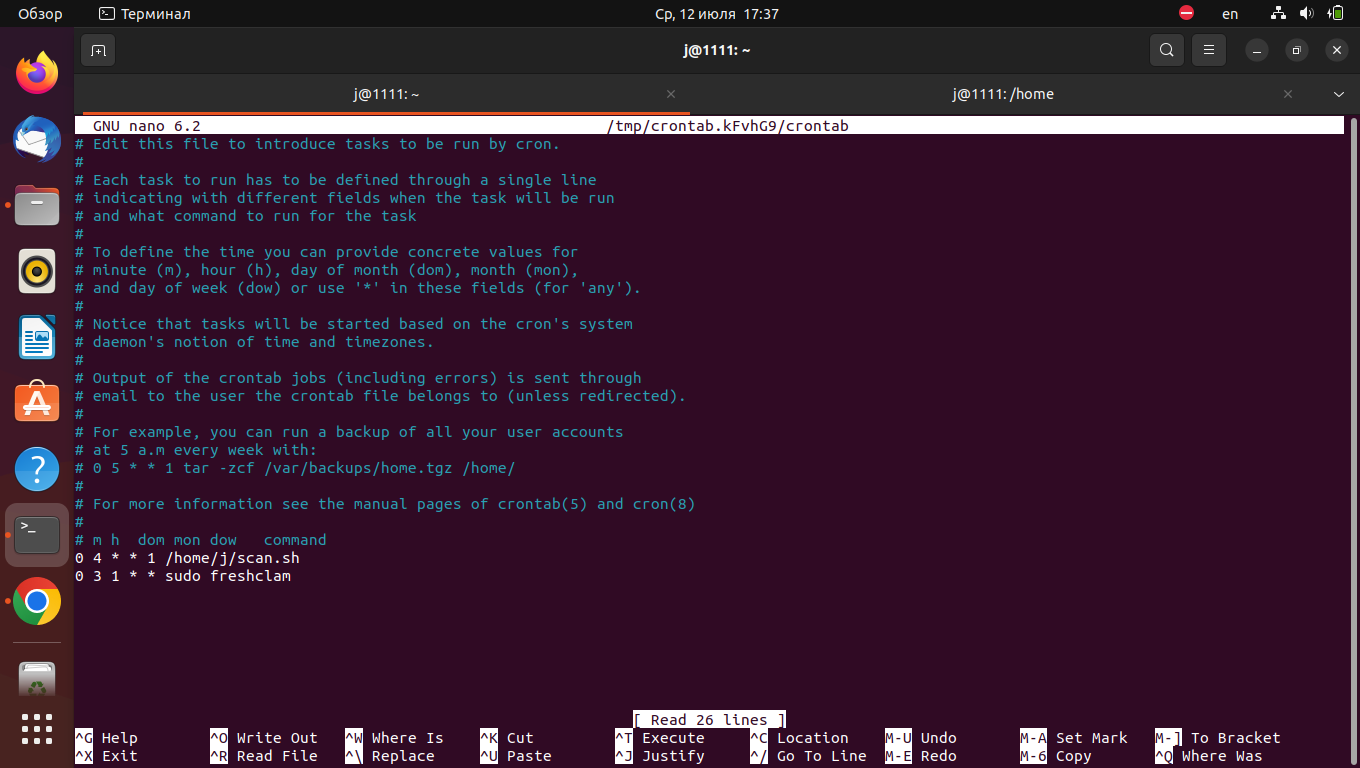 Обзор Терминал Ср, 12 июля 17:37 en
j@1111: ~
j@1111: ~ j@1111: /home
GNU nano 6.2 /tmp/crontab.kFvhG9/crontab
# Edit this file to introduce tasks to be run by cron.
#
# Each task to run has to be defined through a single line
# indicating with different fields when the task will be run
# and what command to run for the task
#
# To define the time you can provide concrete values for
# minute (m), hour (h), day of month (dom), month (mon),
# and day of week (dow) or use '*' in these fields (for 'any').
#
# Notice that tasks will be started based on the cron's system
# daemon's notion of time and timezones.
#
# Output of the crontab jobs (including errors) is sent through
# email to the user the crontab file belongs to (unless redirected).
#
# For example, you can run a backup of all your user accounts
# at 5 a.m every week with:
# 0 5 * * 1 tar -zcf /var/backups/home.tgz /home/
#
# For more information see the manual pages of crontab(5) and cron(8)
#
# m h  dom mon dow   command
0 4 * * 1 /home/j/scan.sh
0 3 1 * * sudo freshclam
[ Read 26 lines ]
^G Help ^O Write Out ^W Where Is ^K Cut ^T Execute ^C Location M-U Undo M-A Set Mark M-] To Bracket
^X Exit ^R Read File ^\ Replace ^U Paste ^J Justify ^/ Go To Line M-E Redo M-6 Copy ^Q Where Was